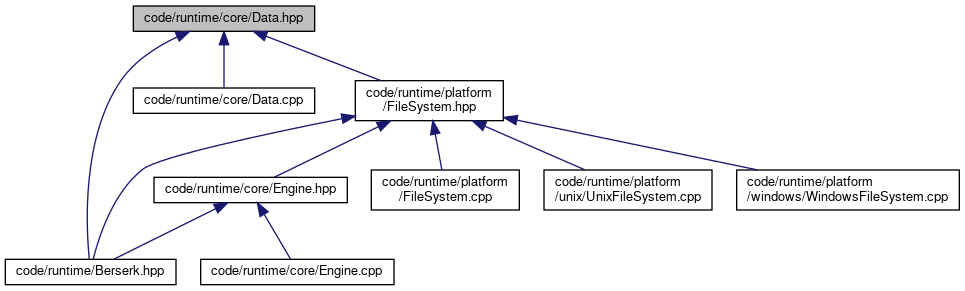 code/runtime/core/Data.hpp
code/runtime/core/Data.cpp
code/runtime/platform
/FileSystem.hpp
code/runtime/core/Engine.hpp
code/runtime/platform
/FileSystem.cpp
code/runtime/platform
/unix/UnixFileSystem.cpp
code/runtime/platform
/windows/WindowsFileSystem.cpp
code/runtime/Berserk.hpp
code/runtime/core/Engine.cpp